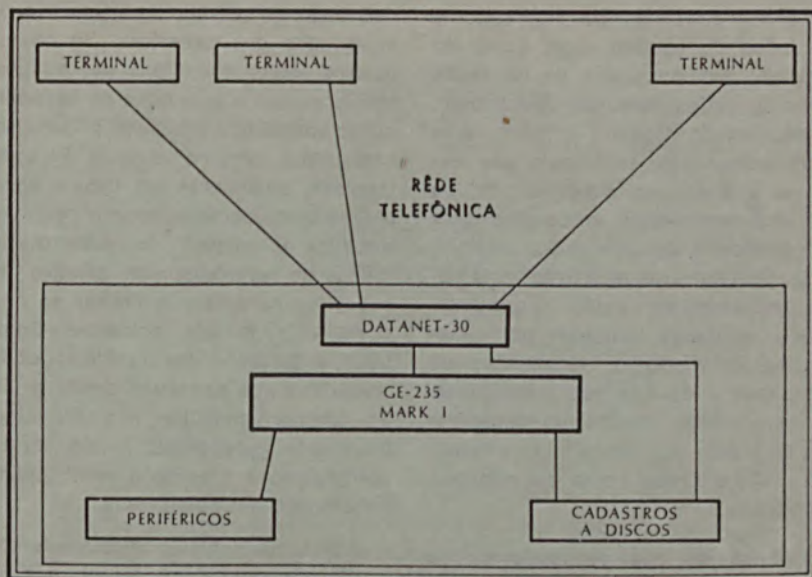 TERMINAL
TERMINAL
TERMINAL
RÊDE
TELEFÔNICA
DATANET-30
GE-235
MARK I
PERIFÉRICOS
CADASTROS
A DISCOS